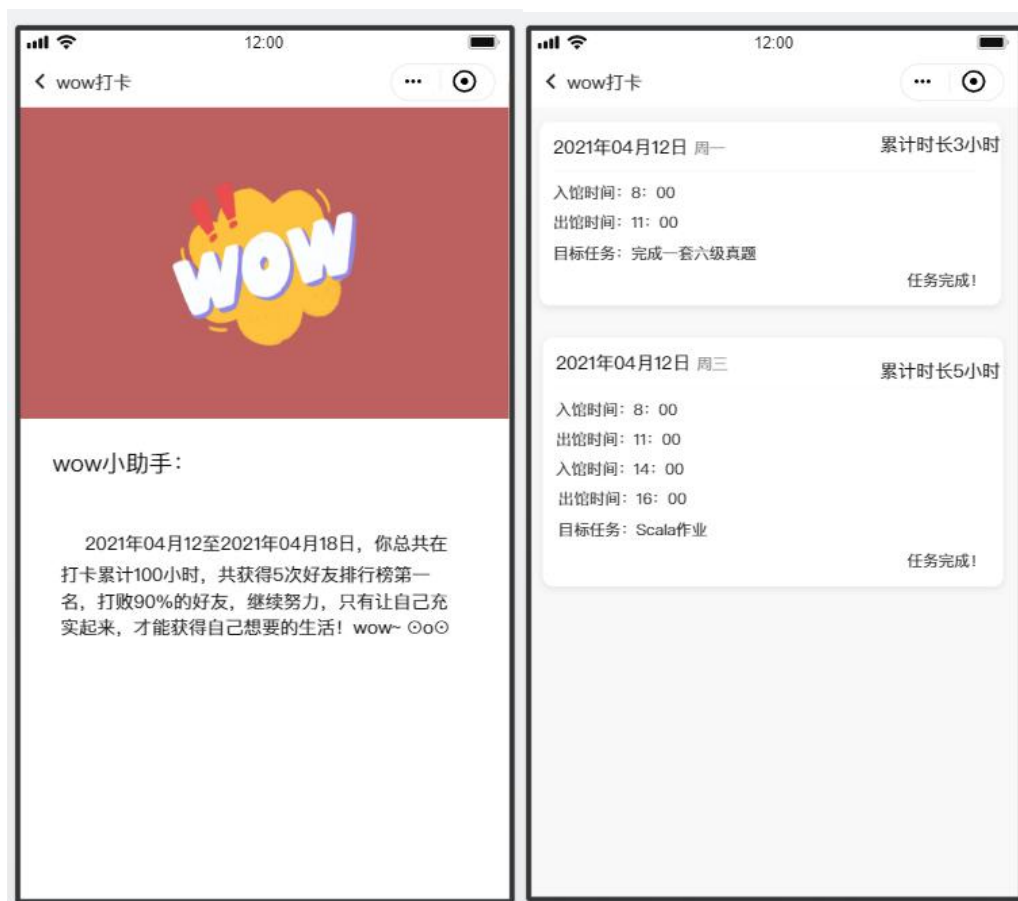 12:00
wow打卡
WOW
wow小助手：
2021年04月12至2021年04月18日，你总共在
打卡累计100小时，共获得5次好友排行榜第一
名，打败90%的好友，继续努力，只有让自己充
实起来，才能获得自己想要的生活！wow~ ⊙o⊙
12:00
wow打卡
2021年04月12日 周一
累计时长3小时
入馆时间：8：00
出馆时间：11：00
目标任务：完成一套六级真题
任务完成！
2021年04月12日 周三
累计时长5小时
入馆时间：8：00
出馆时间：11：00
入馆时间：14：00
出馆时间：16：00
目标任务：Scala作业
任务完成！